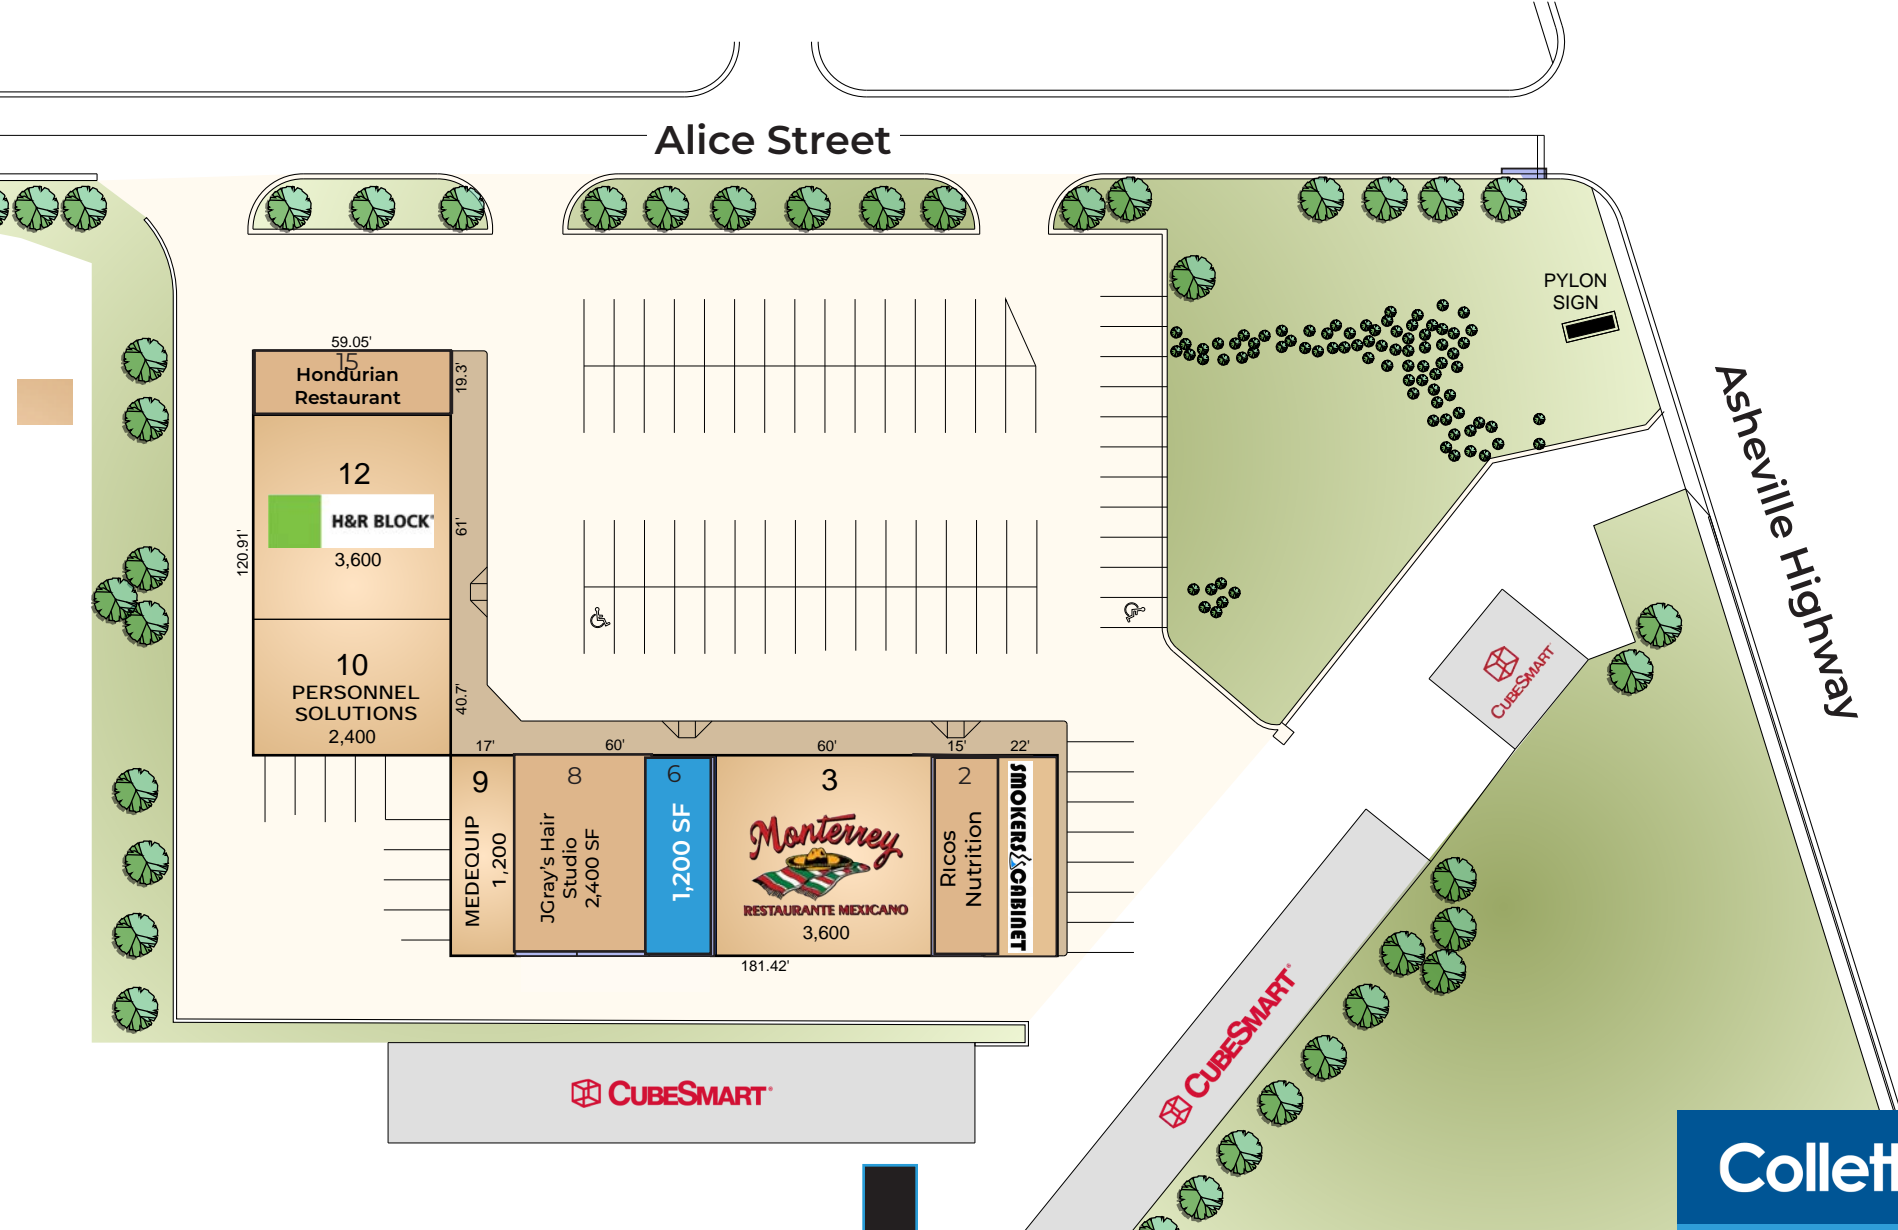 Alice Street
PYLON
SIGN
Asheville Highway
59.05'
15
Hondurian
Restaurant
19.3'
12
H&R BLOCK®
3,600
61'
120.91'
10
PERSONNEL
SOLUTIONS
2,400
40.7'
17'
60'
60'
15'
22'
9
MEDEQUIP
1,200
8
JGray's Hair
Studio
2,400 SF
6
1,200 SF
3
Monterrey
RESTAURANTE MEXICANO
3,600
2
Ricos
Nutrition
SMOKERS CABINET
181.42'
CUBESMART
CUBESMART®
CUBESMART®
Collett